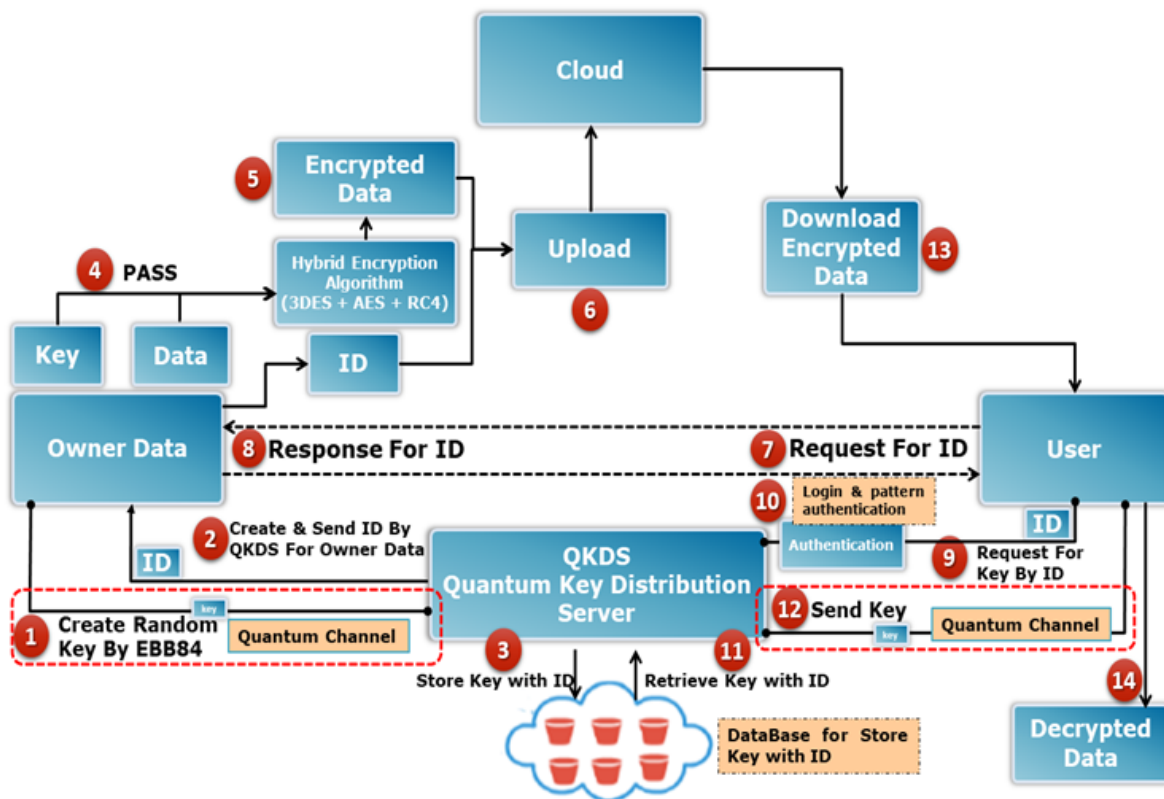 Cloud
5
Encrypted
Data
Download
Encrypted
Data
13
Upload
6
4
PASS
Hybrid Encryption
Algorithm
(3DES + AES + RC4)
Key
Data
ID
Owner Data
8
Response For ID
7
Request For ID
User
10
Login & pattern
authentication
ID
Authentication
9
Request For
Key By ID
2
Create & Send ID By
QKDS For Owner Data
ID
QKDS
Quantum Key Distribution
Server
1
Create Random
Key By EBB84
key
Quantum Channel
12
Send Key
key
Quantum Channel
3
Store Key with ID
11
Retrieve Key with ID
DataBase for Store
Key with ID
14
Decrypted
Data